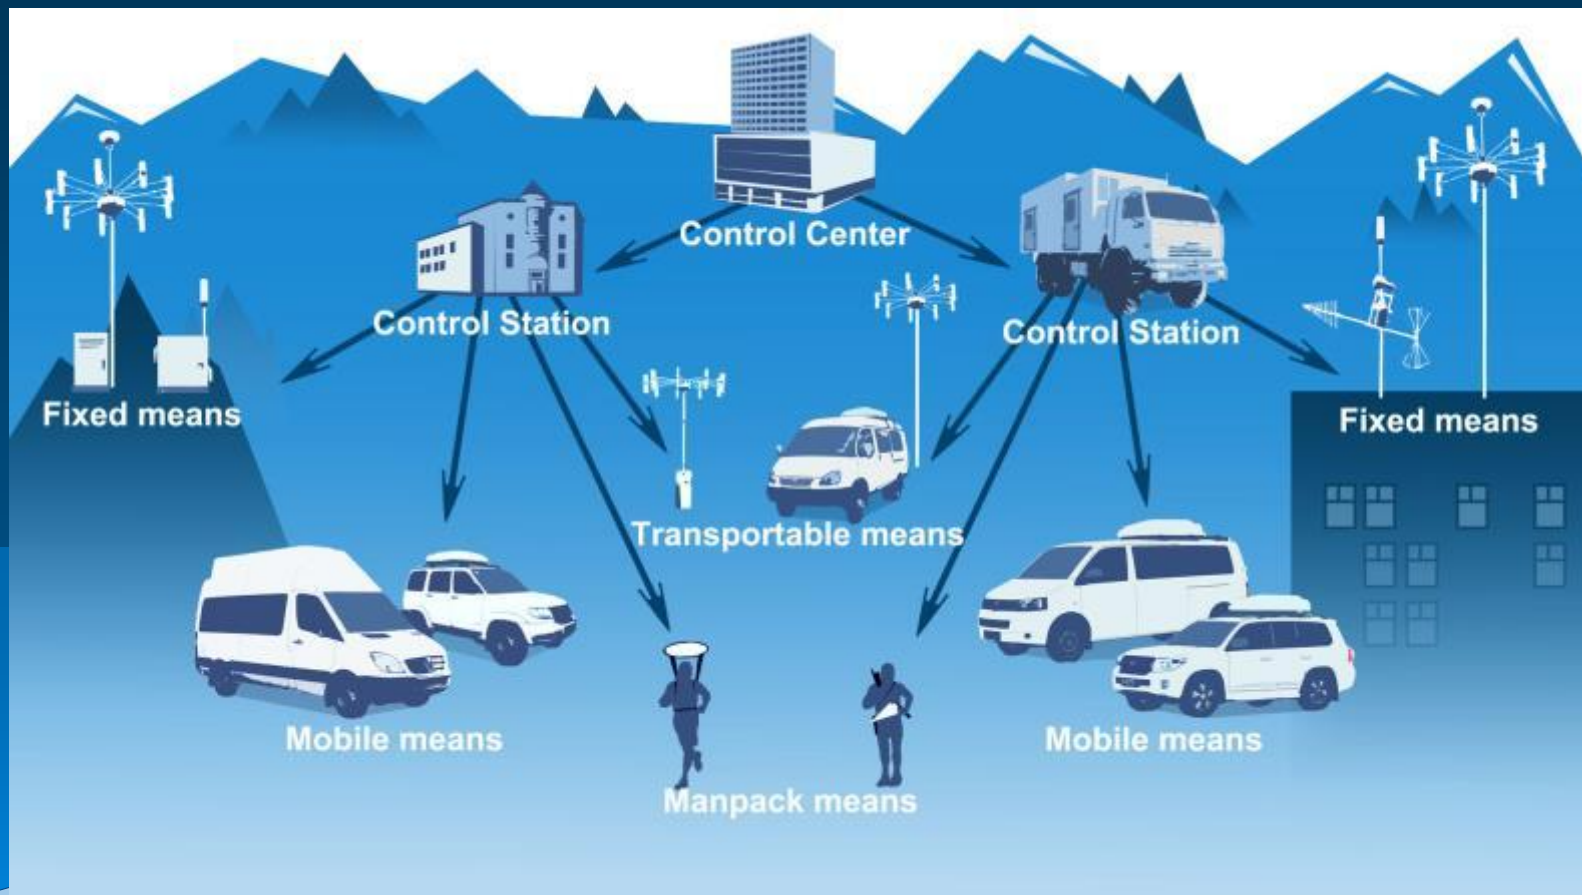 Control Center
Control Station
Control Station
Fixed means
Fixed means
Transportable means
Mobile means
Mobile means
Manpack means